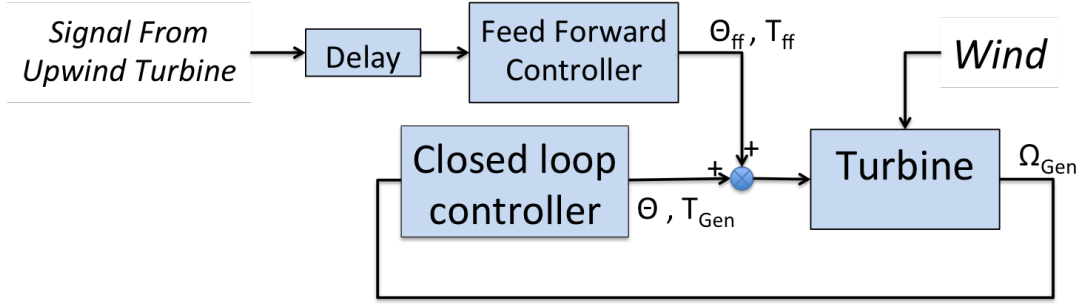 Signal From
Upwind Turbine
Delay
Feed Forward
Controller
Θff , Tff
Wind
+
+
Closed loop
controller
Θ , TGen
Turbine
ΩGen